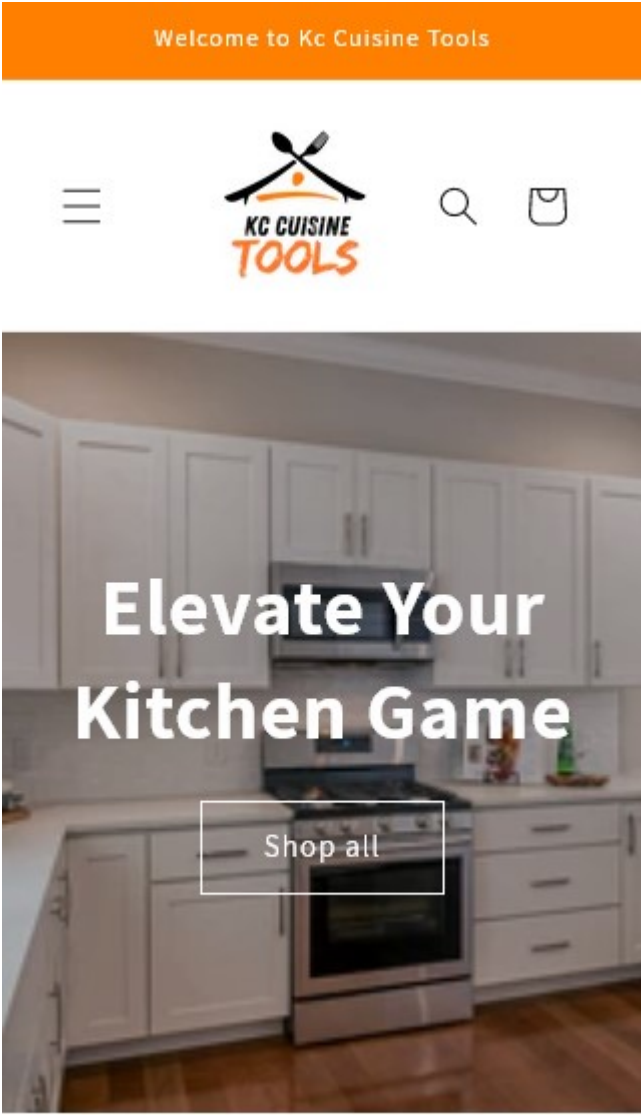 Welcome to Kc Cuisine Tools
KC CUISINE
TOOLS
Elevate Your
Kitchen Game
Shop all